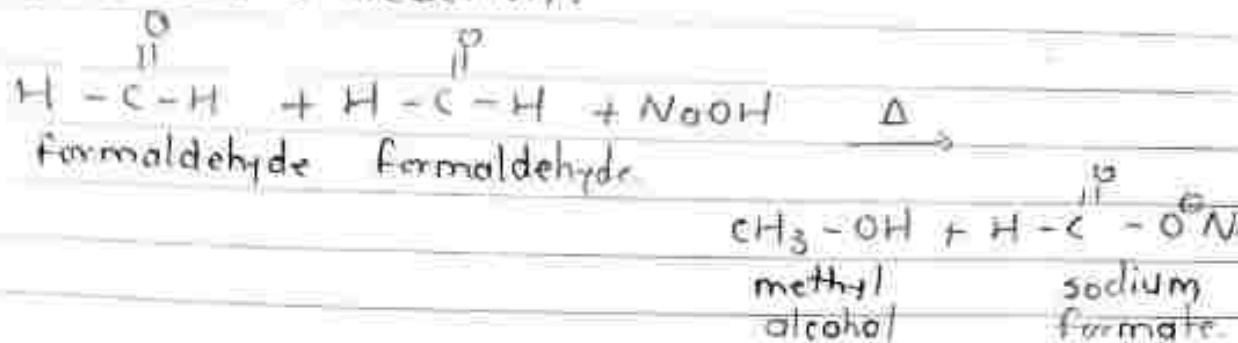 O O
|| ||
H - C - H + H - C - H + NaOH Δ →
formaldehyde formaldehyde
O
||
CH₃ - OH + H - C - O⊖N
methyl sodium
alcohol formate